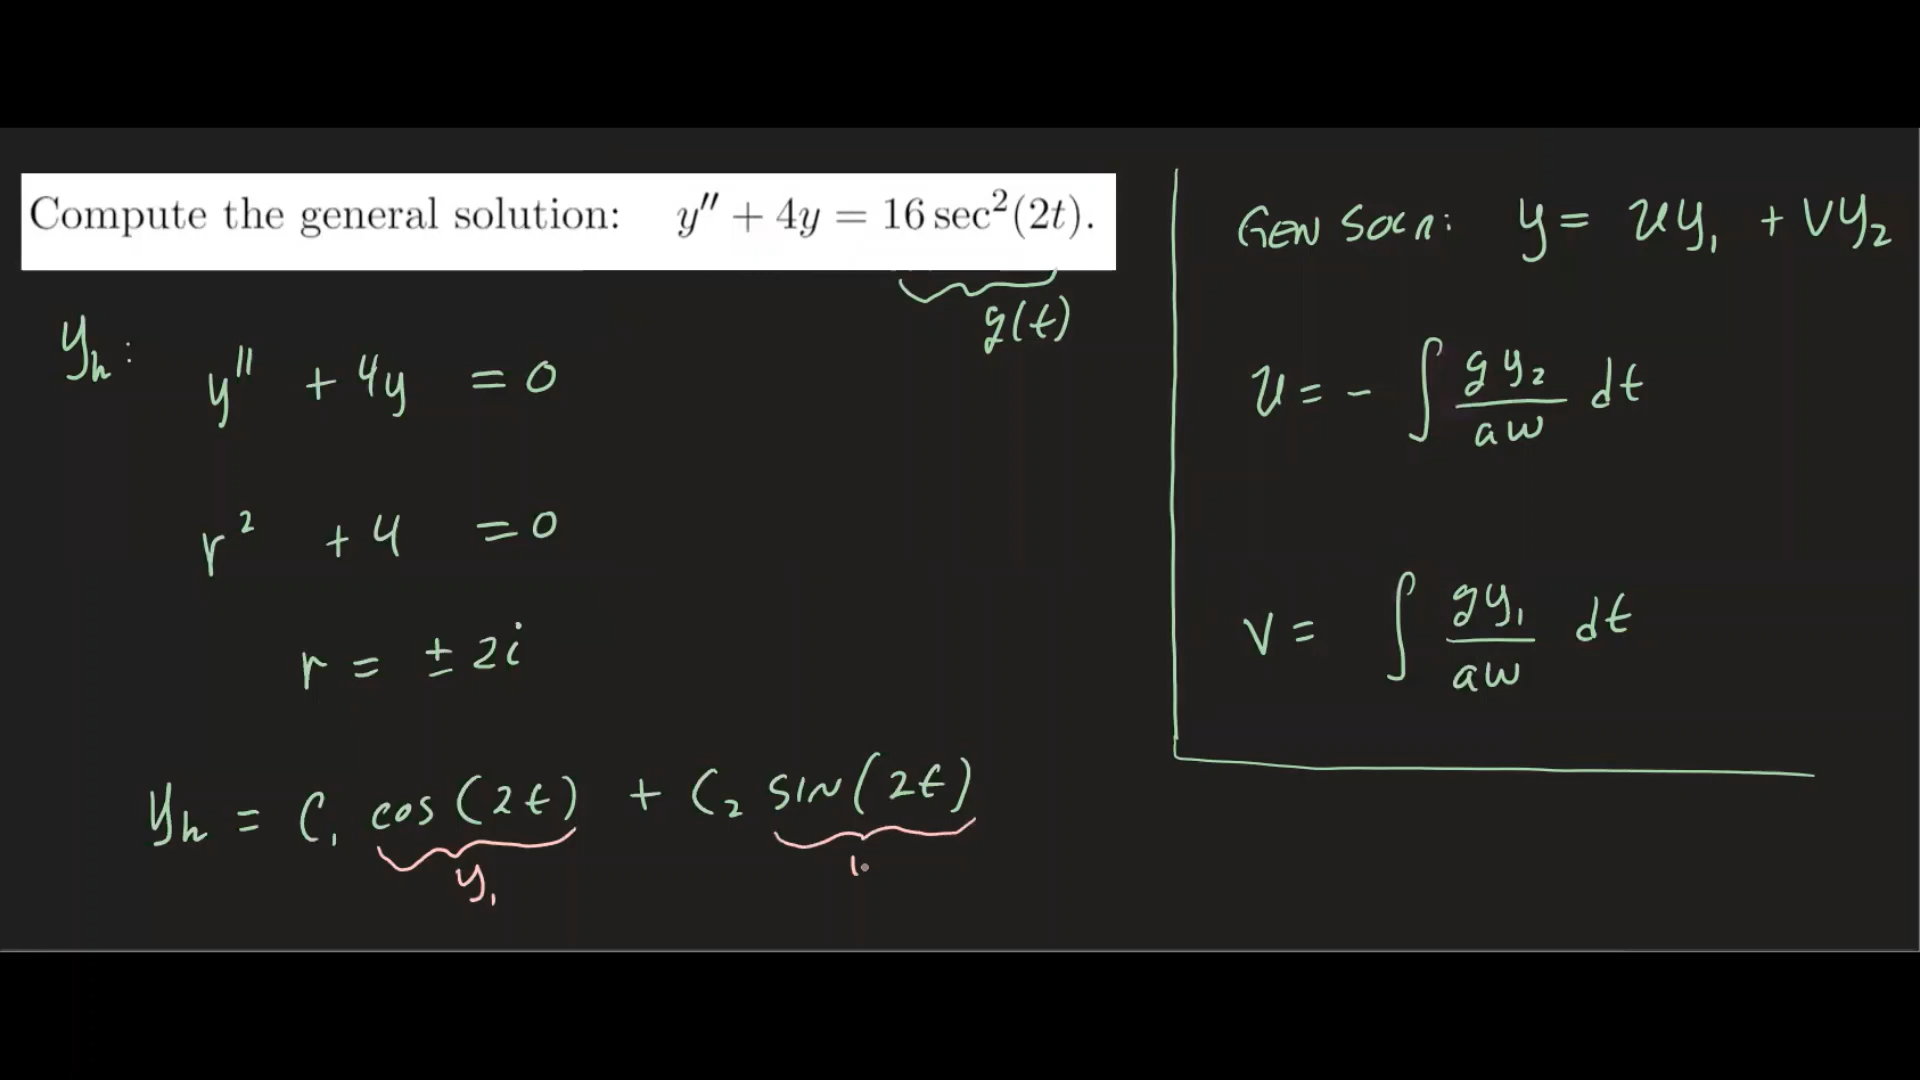 Compute the general solution: y'' + 4y = 16 sec²(2t).
g(t)
y_h: y'' + 4y = 0
r² + 4 = 0
r = ± 2i
y_h = C₁ cos(2t) + C₂ sin(2t)
y₁
GEN SOLN: y = uy₁ + vy₂
u = - ∫ gy₂/aw dt
v = ∫ gy₁/aw dt